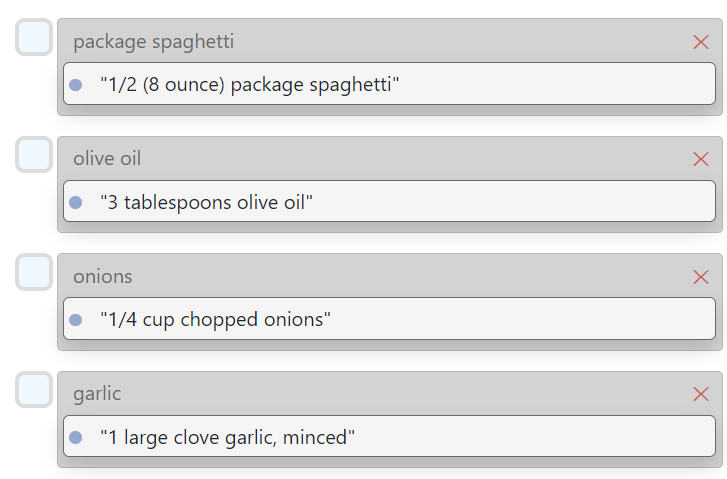 package spaghetti
"1/2 (8 ounce) package spaghetti"
olive oil
"3 tablespoons olive oil"
onions
"1/4 cup chopped onions"
garlic
"1 large clove garlic, minced"